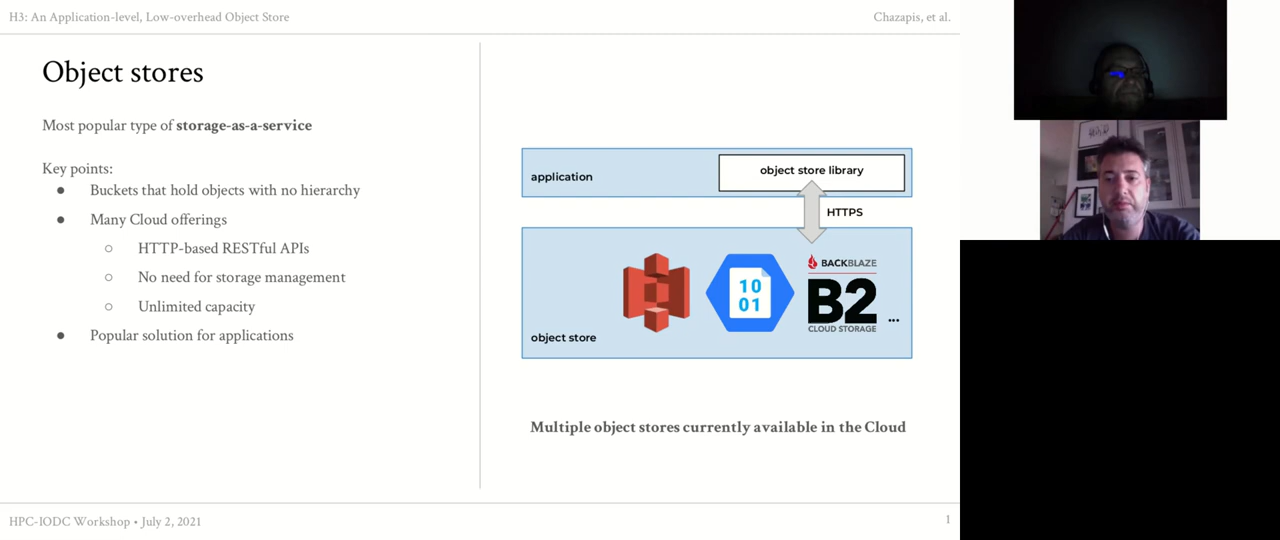 H3: An Application-level, Low-overhead Object Store
Chazapis, et al.
Object stores
Most popular type of storage-as-a-service
Key points:
● Buckets that hold objects with no hierarchy
● Many Cloud offerings
○ HTTP-based RESTful APIs
○ No need for storage management
○ Unlimited capacity
● Popular solution for applications
application
object store library
HTTPS
10
01
BACKBLAZE
B2
CLOUD STORAGE
...
object store
Multiple object stores currently available in the Cloud
HPC-IODC Workshop • July 2, 2021
1